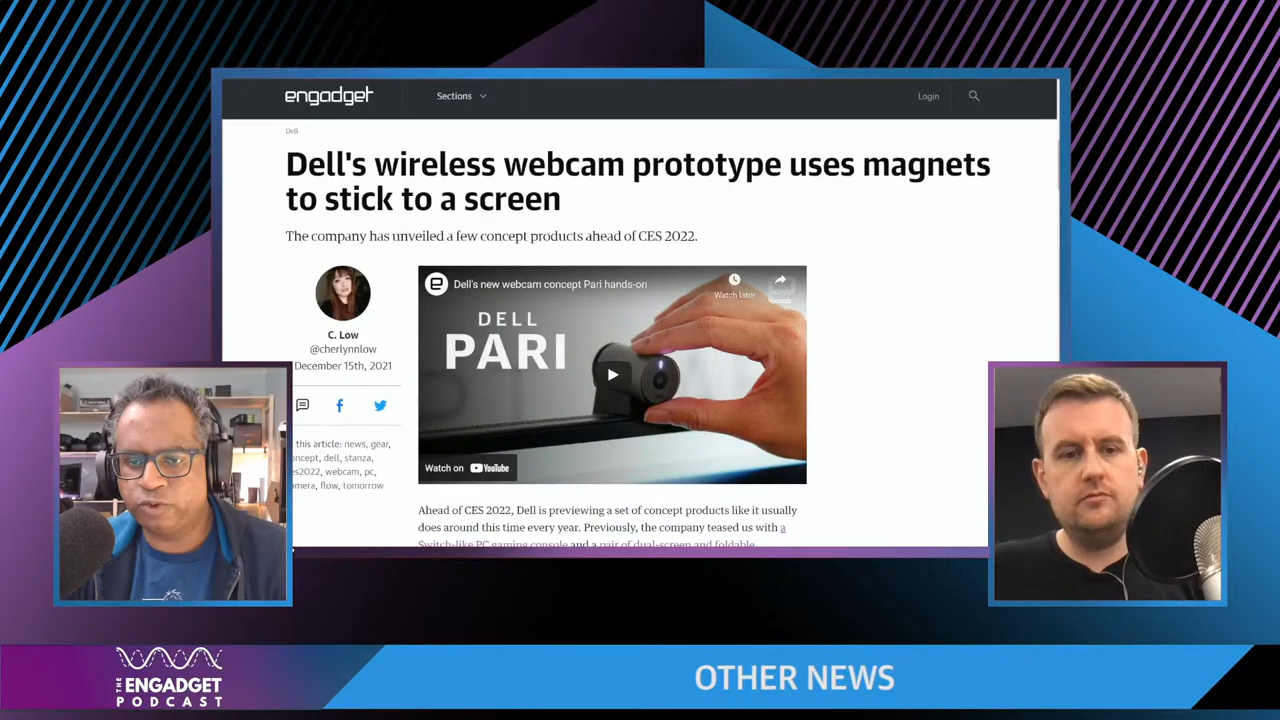 engadget
Sections
Login
Dell
Dell's wireless webcam prototype uses magnets
to stick to a screen
The company has unveiled a few concept products ahead of CES 2022.
Dell's new webcam concept Pari hands-on
Watch later
DELL
PARI
Watch on YouTube
C. Low
@cherlynnlow
December 15th, 2021
this article: news, gear,
oncept, dell, stanza,
es2022, webcam, pc,
amera, flow, tomorrow
Ahead of CES 2022, Dell is previewing a set of concept products like it usually
does around this time every year. Previously, the company teased us with a
Switch-like PC gaming console and a pair of dual-screen and foldable
THE
ENGADGET
PODCAST
OTHER NEWS